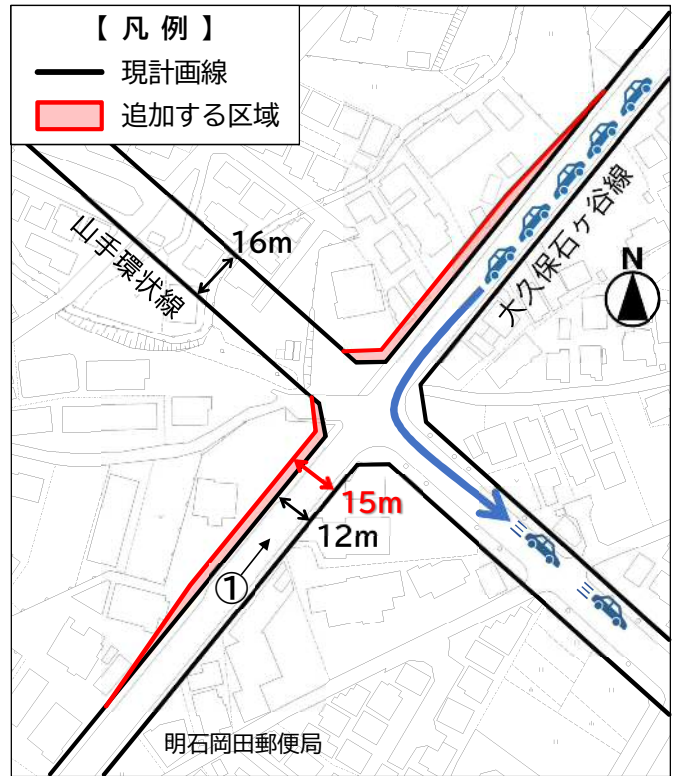 【 凡 例 】
現計画線
追加する区域
山手環状線
16m
大久保石ヶ谷線
N
15m
12m
①
明石岡田郵便局